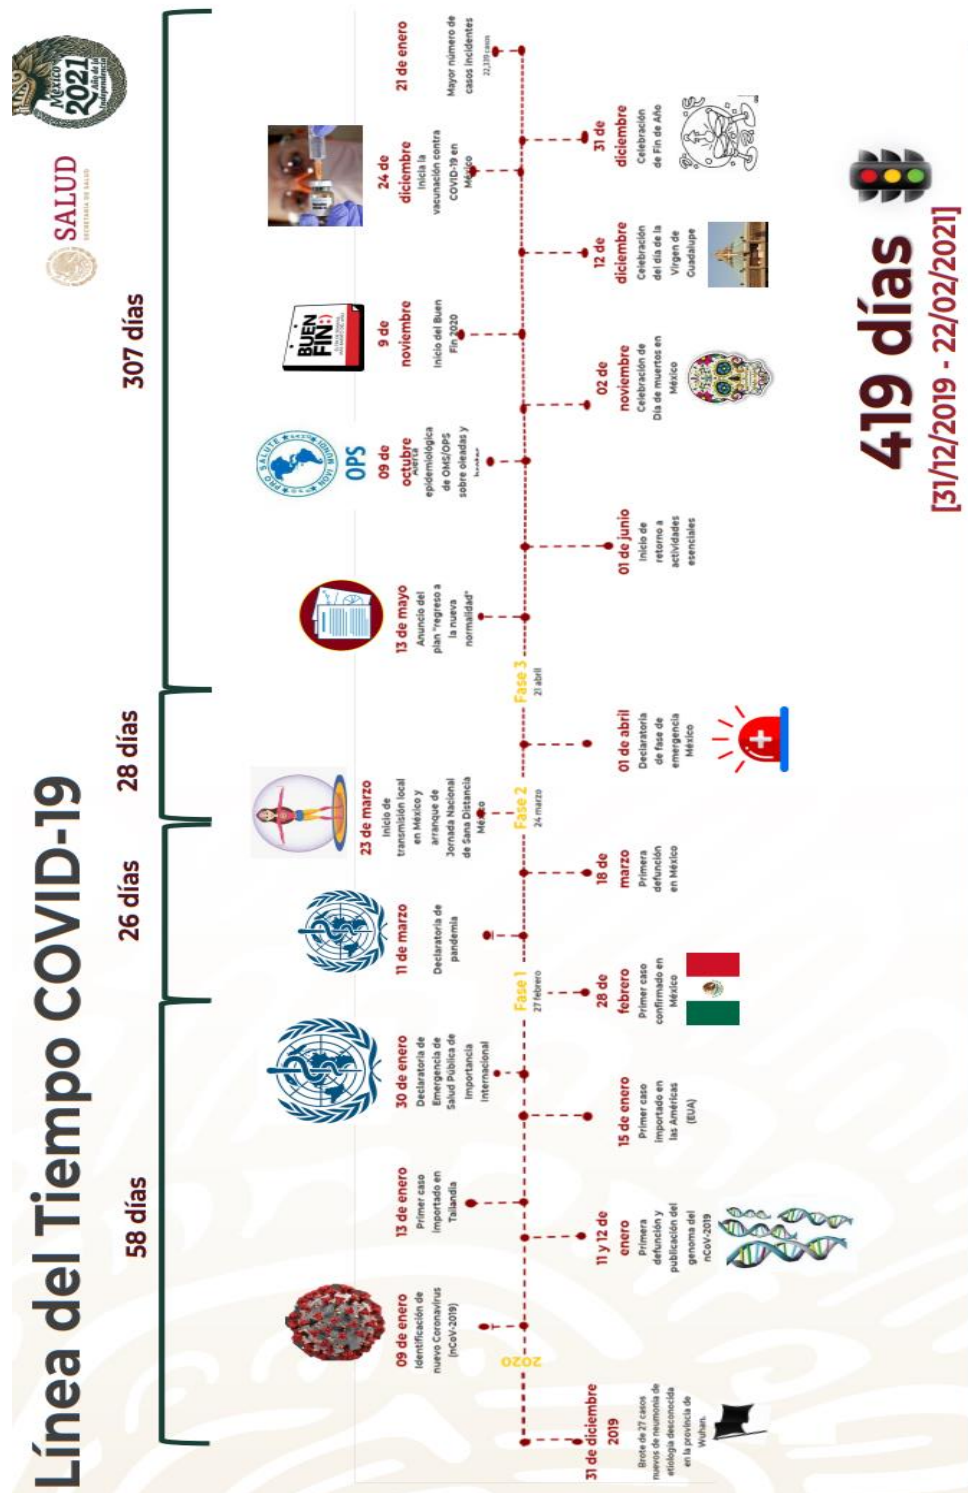 Línea del Tiempo COVID-19
SALUD
SECRETARÍA DE SALUD
México
2021
Año de la
Independencia
58 días
26 días
28 días
307 días
31 de diciembre
2019
Brote de 27 casos
nuevos de neumonía de
etiología desconocida
en la provincia de
Wuhan.
2020
09 de enero
Identificación de
nuevo Coronavirus
(nCoV-2019)
11 y 12 de
enero
Primera
defunción y
publicación del
genoma del
nCoV-2019
13 de enero
Primer caso
importado en
Tailandia
15 de enero
Primer caso
importado en
las Américas
(EUA)
30 de enero
Declaratoria de
Emergencia de
Salud Pública de
Importancia
Internacional
Fase 1
27 febrero
28 de
febrero
Primer caso
confirmado en
México
11 de marzo
Declaratoria de
pandemia
18 de
marzo
Primera
defunción
en México
23 de marzo
Inicio de
transmisión local
en México y
arranque de
Jornada Nacional
de Sana Distancia
México
Fase 2
24 marzo
01 de abril
Declaratoria
de fase de
emergencia
México
Fase 3
21 abril
13 de mayo
Anuncio del
plan "regreso a
la nueva
normalidad"
01 de junio
Inicio de
retorno a
actividades
esenciales
PRO SALUTE NOVI MUNDI
OPS
09 de
octubre
Alerta
epidemiológica
de OMS/OPS
sobre oleadas y
02 de
noviembre
Celebración de
Día de muertos en
México
BUEN
FIN:)
9 de
noviembre
Inicio del Buen
Fin 2020
12 de
diciembre
Celebración
del día de la
Virgen de
Guadalupe
24 de
diciembre
Inicia la
vacunación contra
COVID-19 en
México
31 de
diciembre
Celebración
de Fin de Año
21 de enero
Mayor número de
casos incidentes
22,339 casos
419 días
[31/12/2019 - 22/02/2021]